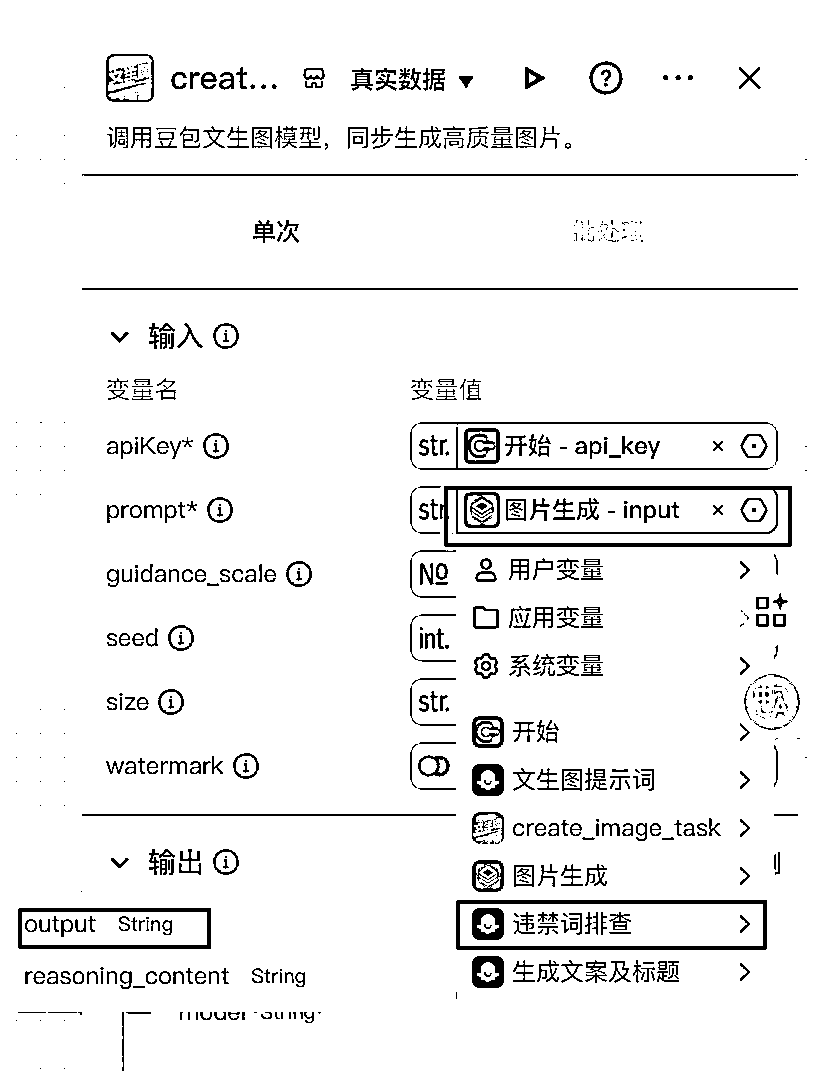 creat... 真实数据
调用豆包文生图模型，同步生成高质量图片。
单次 批处理
输入
变量名 变量值
apiKey* str. 开始 - api_key ×
prompt* str 图片生成 - input ×
guidance_scale №
用户变量
应用变量
seed int.
系统变量
size str.
开始
watermark
文生图提示词
create_image_task
输出
图片生成
output String 违禁词排查
reasoning_content String 生成文案及标题